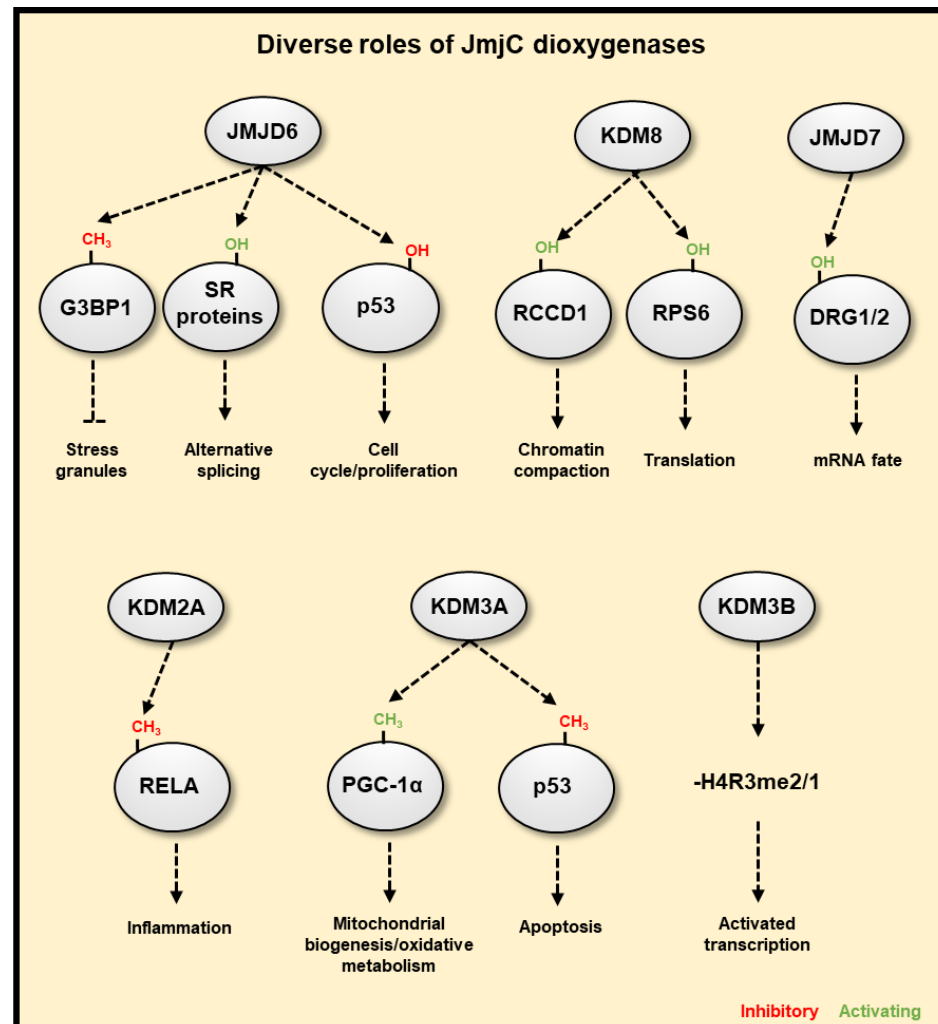 Diverse roles of JmjC dioxygenases
JMJD6
KDM8
JMJD7
CH₃
OH
OH
OH
OH
OH
G3BP1
SR
proteins
p53
RCCD1
RPS6
DRG1/2
Stress
granules
Alternative
splicing
Cell
cycle/proliferation
Chromatin
compaction
Translation
mRNA fate
KDM2A
KDM3A
KDM3B
CH₃
CH₃
CH₃
RELA
PGC-1α
p53
-H4R3me2/1
Inflammation
Mitochondrial
biogenesis/oxidative
metabolism
Apoptosis
Activated
transcription
Inhibitory Activating